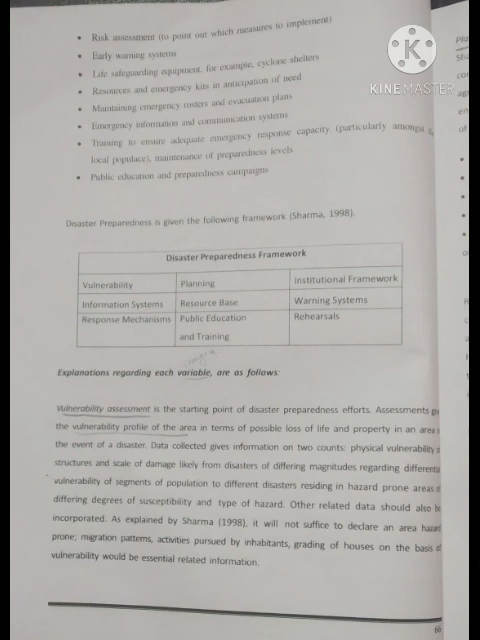 • Risk assessment (to point out which measures to implement)
• Early warning systems
• Life safeguarding equipment, for example, cyclone shelters
• Resources and emergency kits in anticipation of need
• Maintaining emergency rosters and evacuation plans
• Emergency information and communication systems
• Training to ensure adequate emergency response capacity (particularly amongst
local populace), maintenance of preparedness levels
• Public education and preparedness campaigns
Disaster Preparedness is given the following framework (Sharma, 1998).
Disaster Preparedness Framework
Vulnerability Planning Institutional Framework
Information Systems Resource Base Warning Systems
Response Mechanisms Public Education Rehearsals
and Training
Explanations regarding each variable, are as follows:
Vulnerability assessment is the starting point of disaster preparedness efforts. Assessments
the vulnerability profile of the area in terms of possible loss of life and property in an area
the event of a disaster. Data collected gives information on two counts: physical vulnerability
structures and scale of damage likely from disasters of differing magnitudes regarding
vulnerability of segments of population to different disasters residing in hazard prone areas
differing degrees of susceptibility and type of hazard. Other related data should also be
incorporated. As explained by Sharma (1998), it will not suffice to declare an area hazard
prone; migration patterns, activities pursued by inhabitants, grading of houses on the basis of
vulnerability would be essential related information.
66
K
KINEMASTER